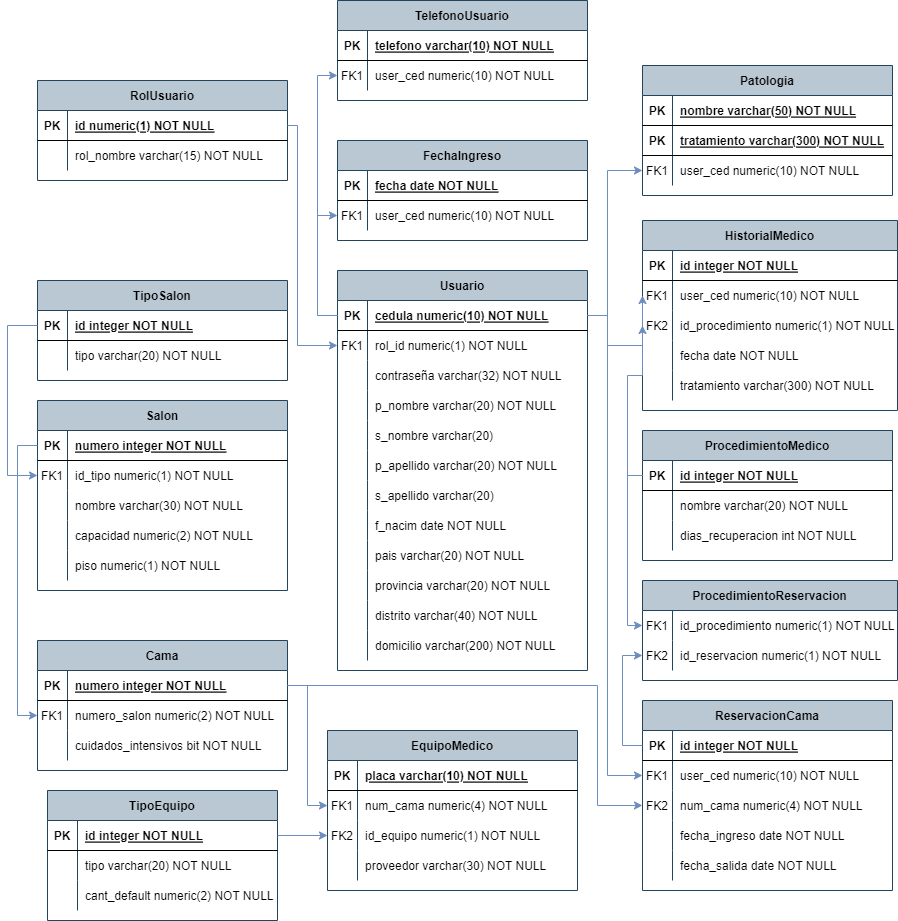 TelefonoUsuario
PK telefono varchar(10) NOT NULL
FK1 user_ced numeric(10) NOT NULL
RolUsuario
PK id numeric(1) NOT NULL
rol_nombre varchar(15) NOT NULL
Patologia
PK nombre varchar(50) NOT NULL
PK tratamiento varchar(300) NOT NULL
FK1 user_ced numeric(10) NOT NULL
FechaIngreso
PK fecha date NOT NULL
FK1 user_ced numeric(10) NOT NULL
HistorialMedico
PK id integer NOT NULL
FK1 user_ced numeric(10) NOT NULL
FK2 id_procedimiento numeric(1) NOT NULL
fecha date NOT NULL
tratamiento varchar(300) NOT NULL
Usuario
PK cedula numeric(10) NOT NULL
FK1 rol_id numeric(1) NOT NULL
contraseña varchar(32) NOT NULL
p_nombre varchar(20) NOT NULL
s_nombre varchar(20)
p_apellido varchar(20) NOT NULL
s_apellido varchar(20)
f_nacim date NOT NULL
pais varchar(20) NOT NULL
provincia varchar(20) NOT NULL
distrito varchar(40) NOT NULL
domicilio varchar(200) NOT NULL
TipoSalon
PK id integer NOT NULL
tipo varchar(20) NOT NULL
Salon
PK numero integer NOT NULL
FK1 id_tipo numeric(1) NOT NULL
nombre varchar(30) NOT NULL
capacidad numeric(2) NOT NULL
piso numeric(1) NOT NULL
ProcedimientoMedico
PK id integer NOT NULL
nombre varchar(20) NOT NULL
dias_recuperacion int NOT NULL
ProcedimientoReservacion
FK1 id_procedimiento numeric(1) NOT NULL
FK2 id_reservacion numeric(1) NOT NULL
Cama
PK numero integer NOT NULL
FK1 numero_salon numeric(2) NOT NULL
cuidados_intensivos bit NOT NULL
ReservacionCama
PK id integer NOT NULL
FK1 user_ced numeric(10) NOT NULL
FK2 num_cama numeric(4) NOT NULL
fecha_ingreso date NOT NULL
fecha_salida date NOT NULL
EquipoMedico
PK placa varchar(10) NOT NULL
FK1 num_cama numeric(4) NOT NULL
FK2 id_equipo numeric(1) NOT NULL
proveedor varchar(30) NOT NULL
TipoEquipo
PK id integer NOT NULL
tipo varchar(20) NOT NULL
cant_default numeric(2) NOT NULL